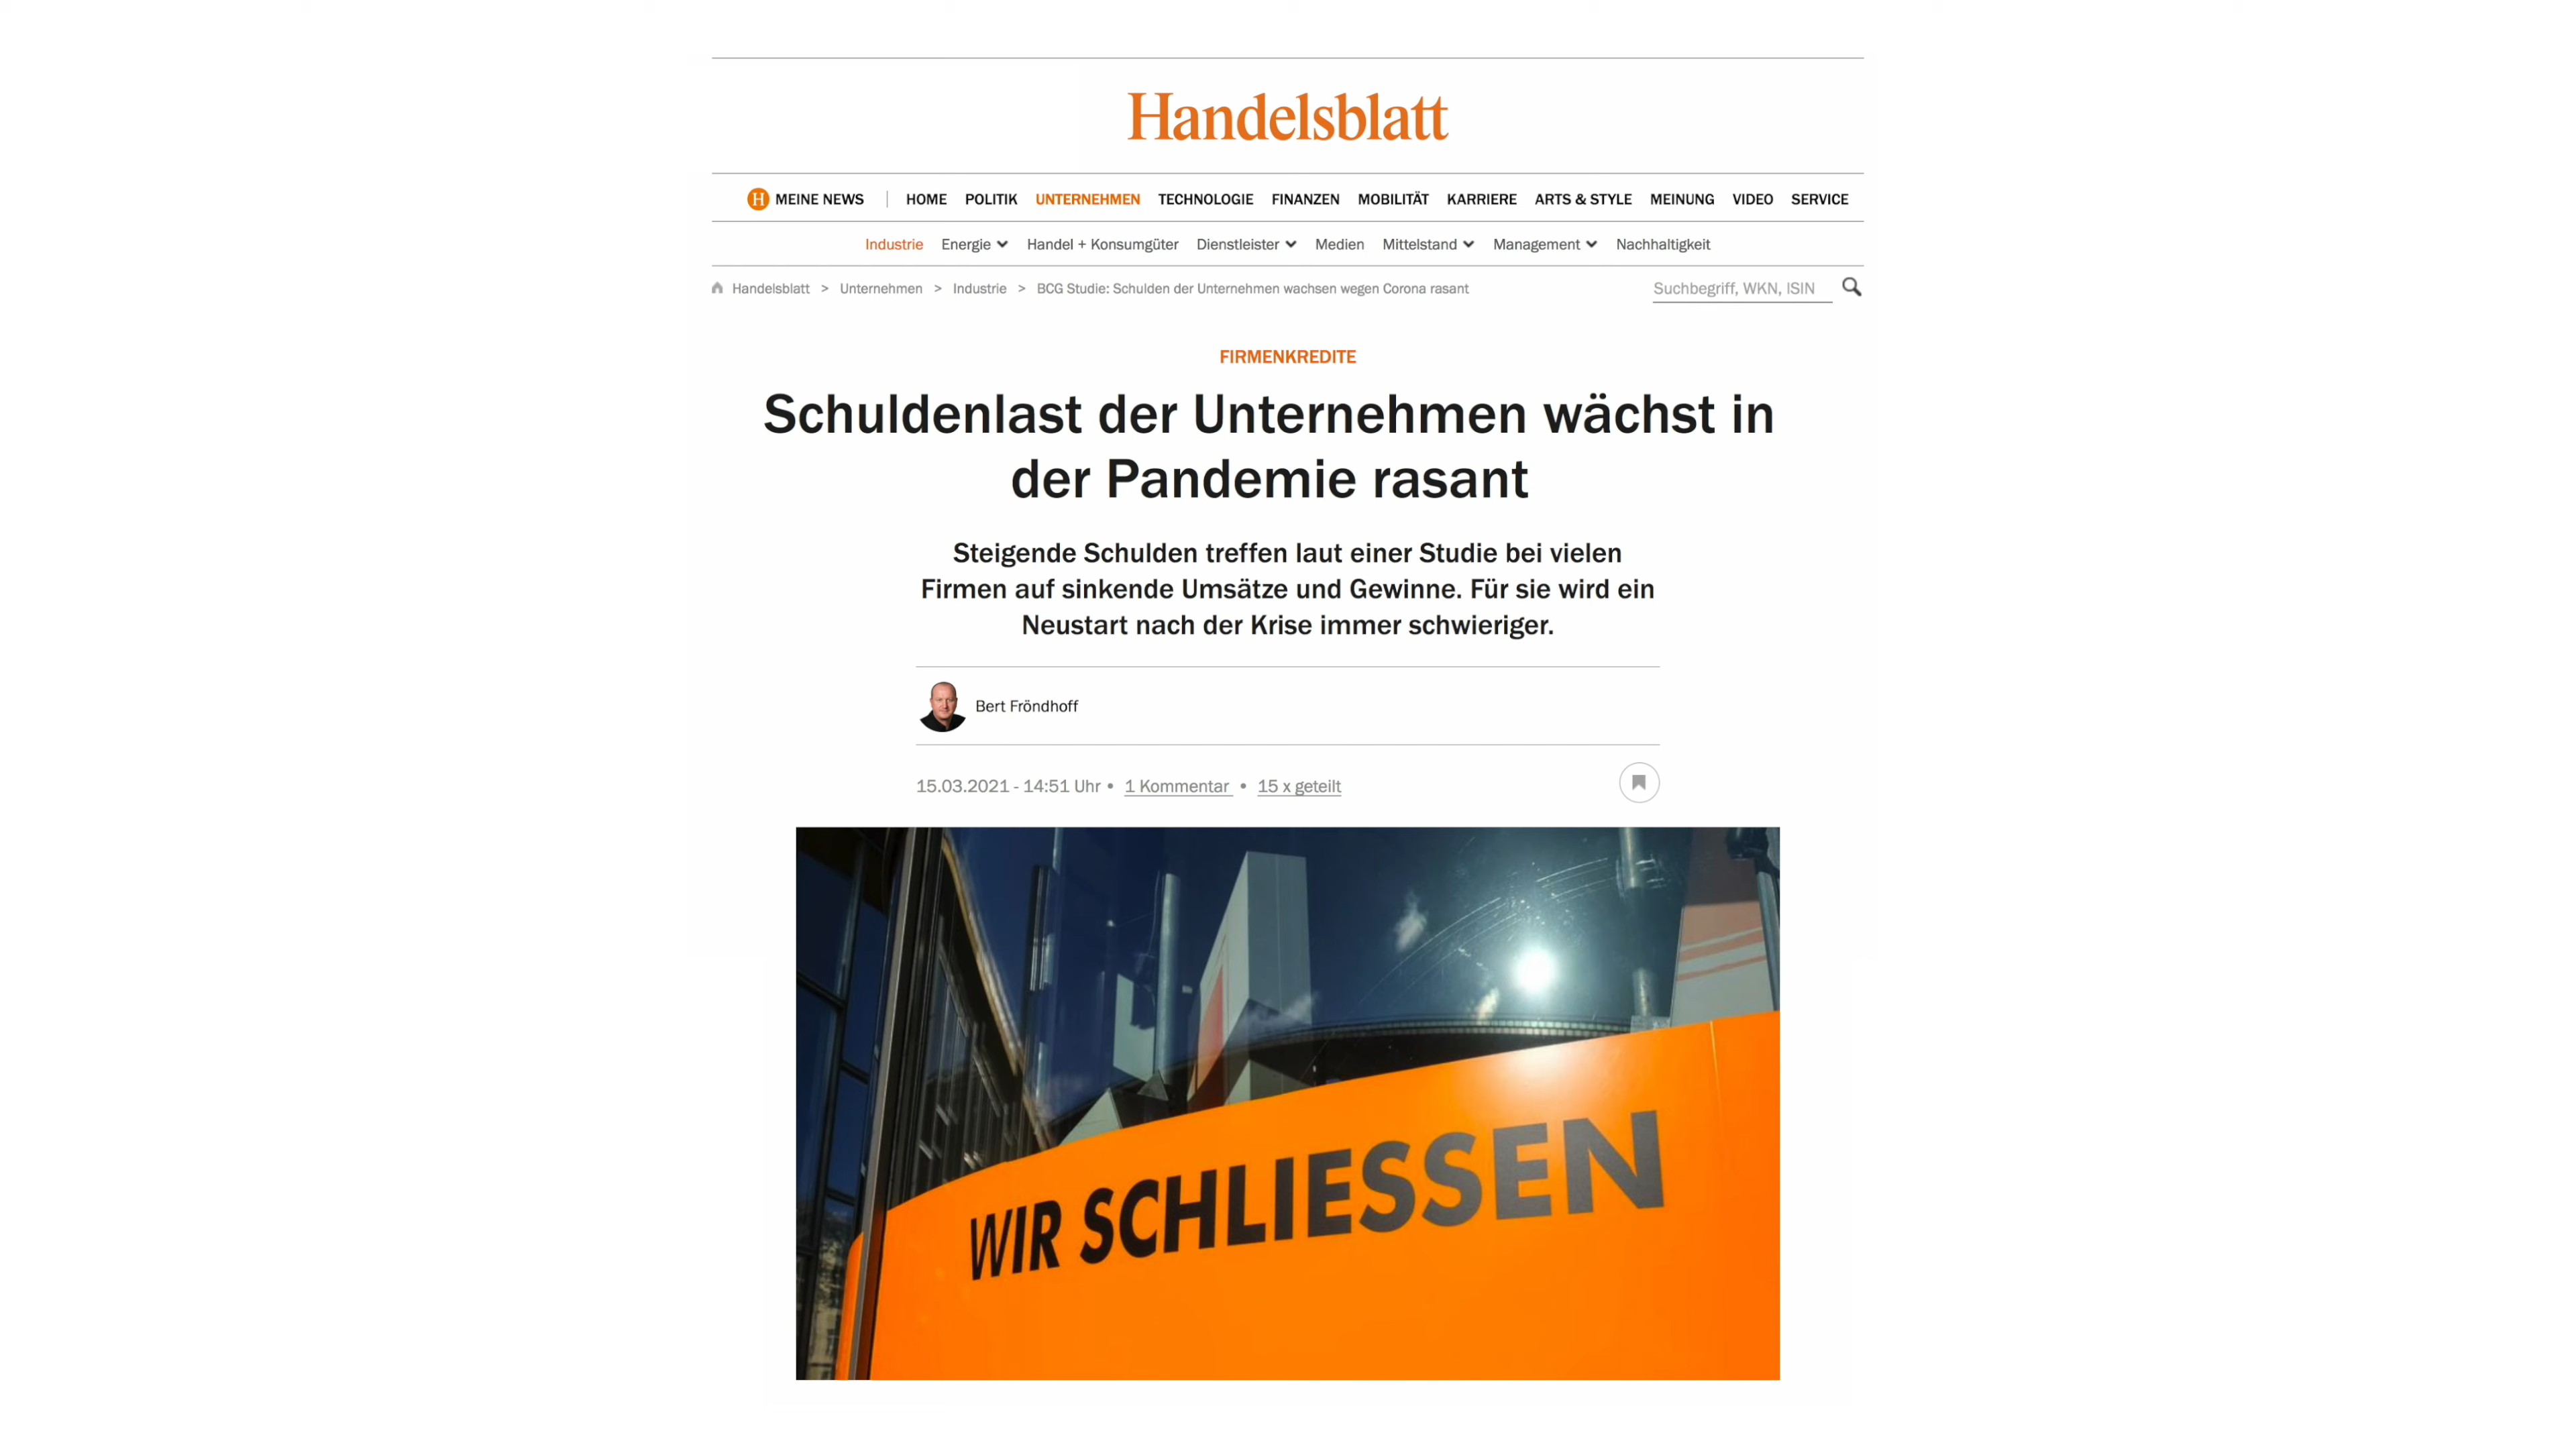 Handelsblatt
H MEINE NEWS | HOME POLITIK UNTERNEHMEN TECHNOLOGIE FINANZEN MOBILITÄT KARRIERE ARTS & STYLE MEINUNG VIDEO SERVICE
Industrie Energie Handel + Konsumgüter Dienstleister Medien Mittelstand Management Nachhaltigkeit
Handelsblatt > Unternehmen > Industrie > BCG Studie: Schulden der Unternehmen wachsen wegen Corona rasant Suchbegriff, WKN, ISIN
FIRMENKREDITE
Schuldenlast der Unternehmen wächst in
der Pandemie rasant
Steigende Schulden treffen laut einer Studie bei vielen
Firmen auf sinkende Umsätze und Gewinne. Für sie wird ein
Neustart nach der Krise immer schwieriger.
Bert Fröndhoff
15.03.2021 - 14:51 Uhr • 1 Kommentar • 15 x geteilt
WIR SCHLIESSEN